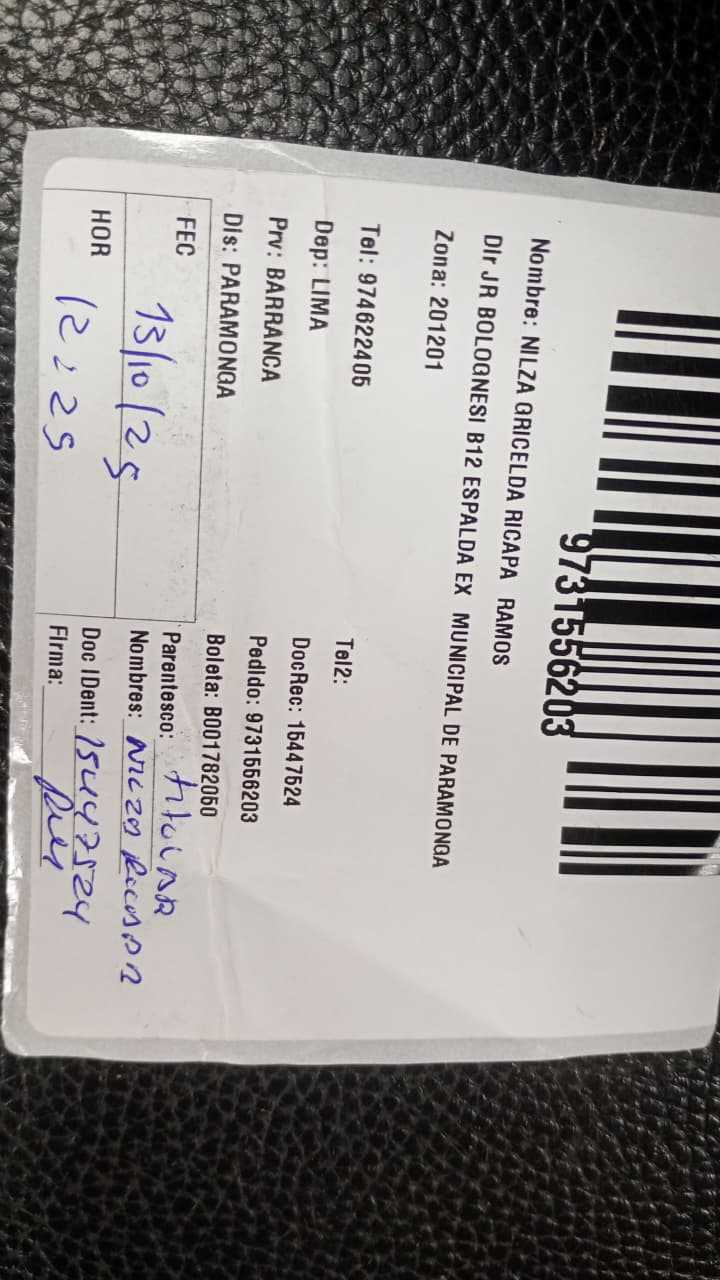 9731556203
Nombre: NILZA GRICELDA RICAPA RAMOS
Dir JR BOLOGNESI B12 ESPALDA EX MUNICIPAL DE PARAMONGA
Zona: 201201
Tel: 974622405 Tel2:
Dep: LIMA DocRec: 15447524
Prv: BARRANCA Pedido: 9731556203
Dis: PARAMONGA Boleta: B001782050
FEC 13/10/25
HOR 12:25
Parentesco: titular
Nombres: Nilza
Doc IDent: 15447524
Firma: